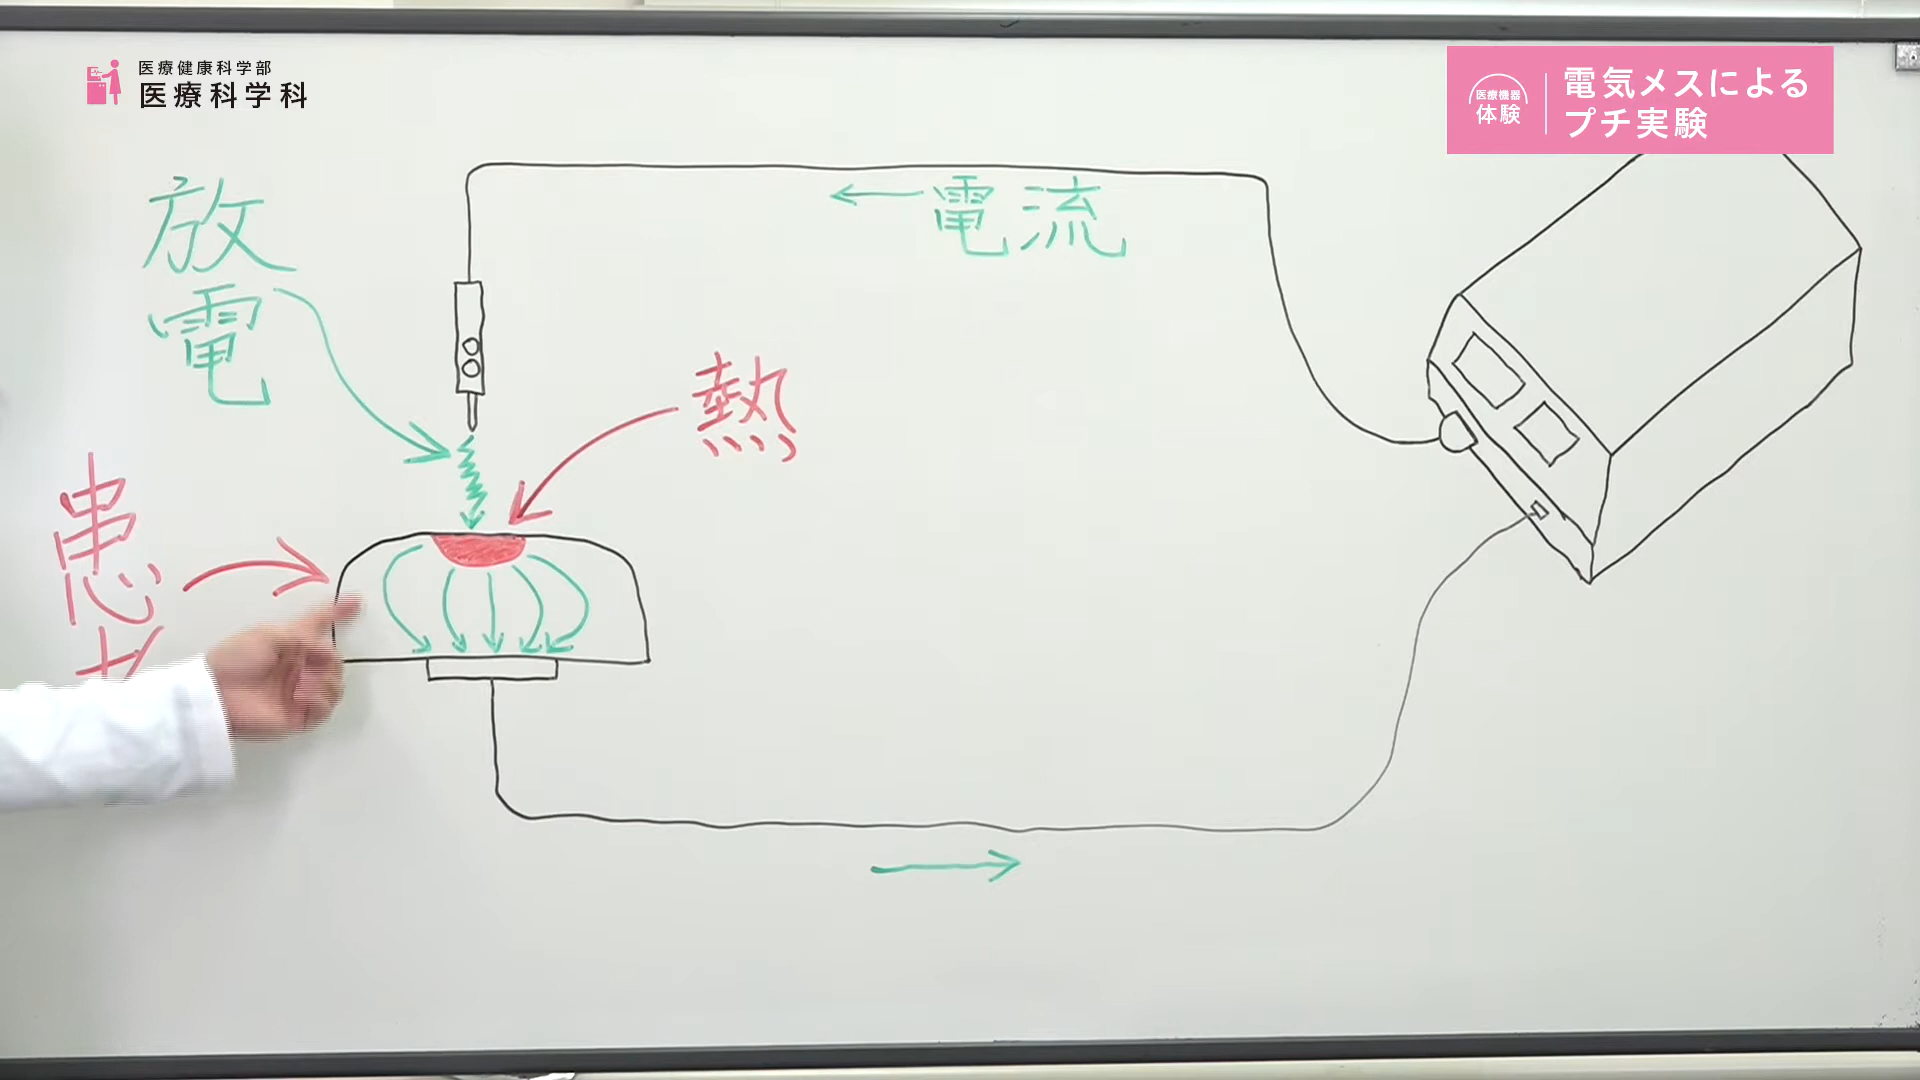 医療健康科学部
医療科学科
医療機器
体験
電気メスによる
プチ実験
放
電
電流
熱
患